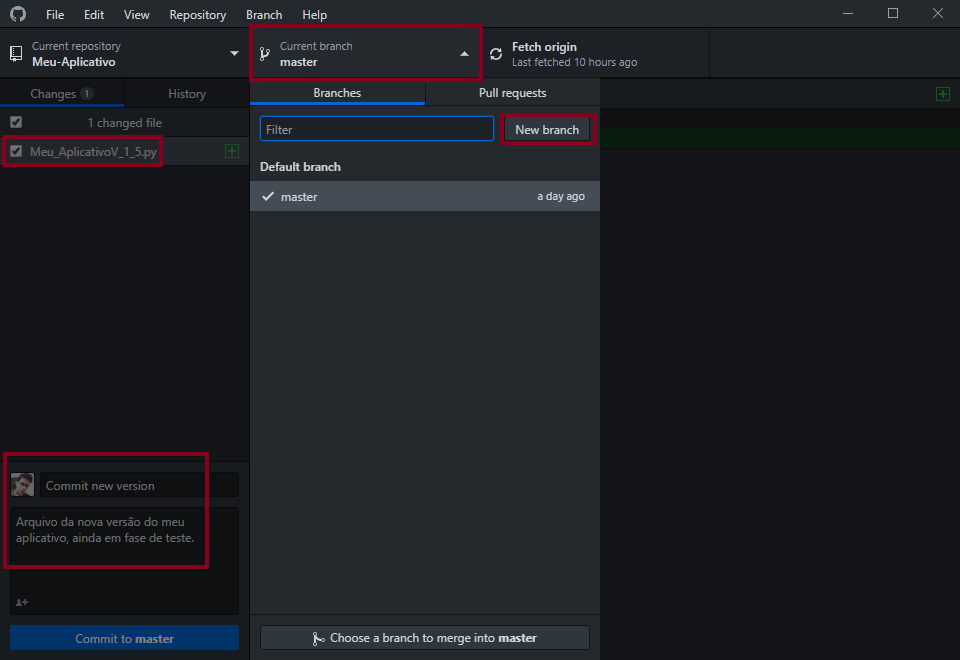 File Edit View Repository Branch Help
Current repository
Meu-Aplicativo
Current branch
master
Fetch origin
Last fetched 10 hours ago
Changes 1
History
1 changed file
Meu_AplicativoV_1_5.py
Branches
Pull requests
Filter
New branch
Default branch
master a day ago
Commit new version
Arquivo da nova versão do meu
aplicativo, ainda em fase de teste.
Commit to master
Choose a branch to merge into master